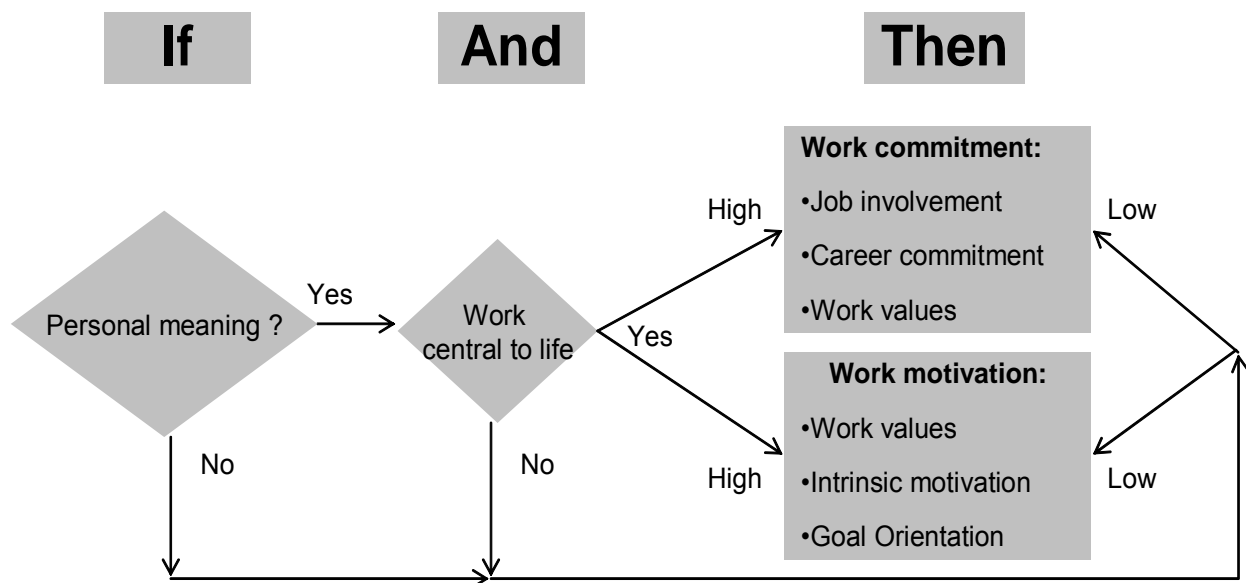 If
And
Then
Personal meaning ?
Yes
No
Work
central to life
Yes
No
High
High
Work commitment:
•Job involvement
•Career commitment
•Work values
Work motivation:
•Work values
•Intrinsic motivation
•Goal Orientation
Low
Low